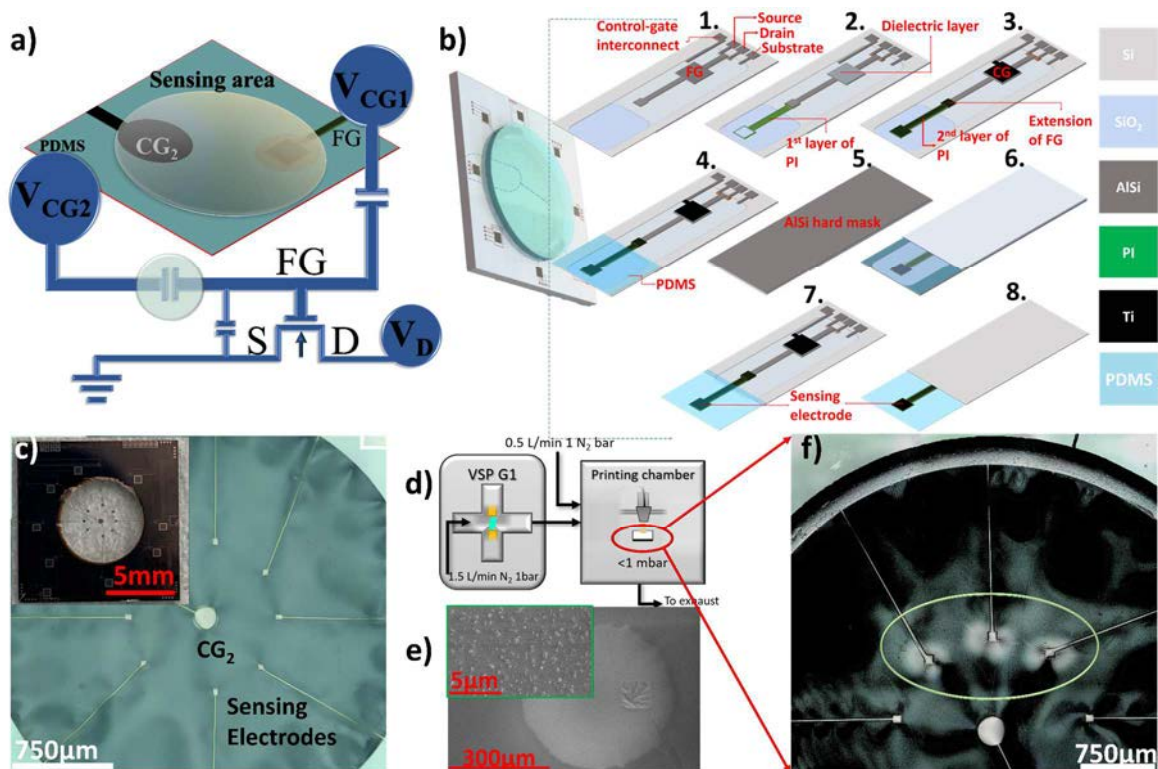 a)
Sensing area
V_CG1
PDMS
CG₂
FG
V_CG2
FG
S
D
V_D
b)
1.
2.
3.
Control-gate
interconnect
Source
Drain
Substrate
Dielectric layer
FG
CG
1st layer of
PI
2nd layer of
PI
Extension
of FG
4.
5.
6.
AlSi hard mask
PDMS
7.
8.
Sensing
electrode
Si
SiO₂
AlSi
PI
Ti
PDMS
c)
5mm
CG₂
Sensing
Electrodes
750µm
d)
0.5 L/min 1 N₂ bar
VSP G1
Printing chamber
1.5 L/min N₂ 1bar
<1 mbar
To exhaust
e)
5µm
300µm
f)
750µm